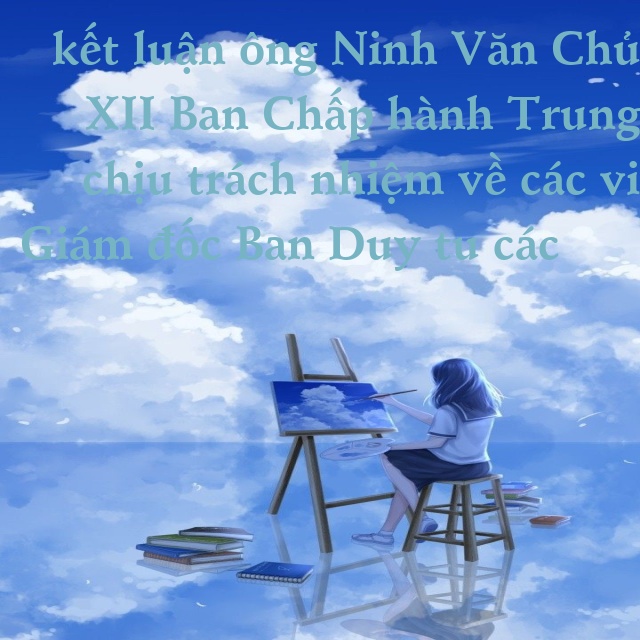 kết luận ông Ninh Văn Chủ
XII Ban Chấp hành Trung
chịu trách nhiệm về các vi
Giám đốc Ban Duy tu các